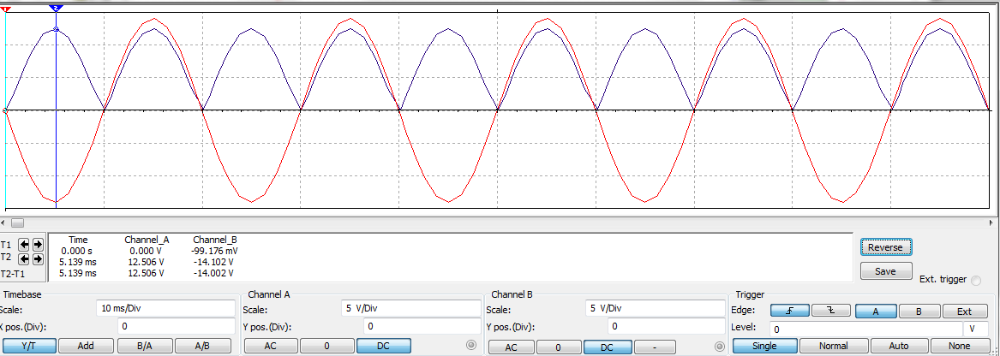 1 2
Time Channel_A Channel_B
T1 0.000 s 0.000 V -99.176 mV
T2 5.139 ms 12.506 V -14.102 V
T2-T1 5.139 ms 12.506 V -14.002 V
Reverse
Save
Ext. trigger
Timebase
Scale: 10 ms/Div
X pos.(Div): 0
Y/T Add B/A A/B
Channel A
Scale: 5 V/Div
Y pos.(Div): 0
AC 0 DC
Channel B
Scale: 5 V/Div
Y pos.(Div): 0
AC 0 DC -
Trigger
Edge: A B Ext
Level: 0 V
Single Normal Auto None